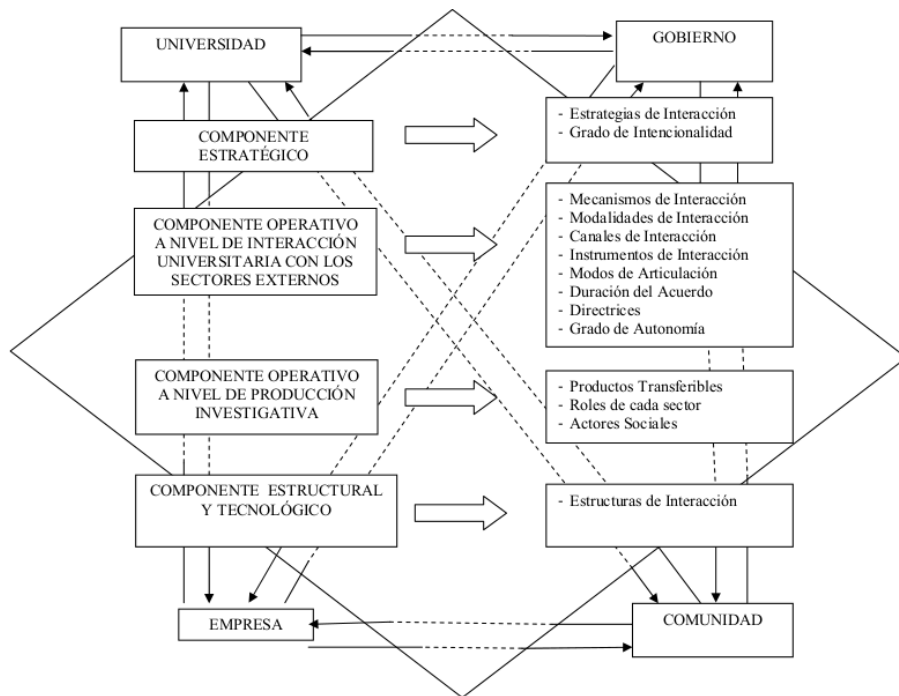 UNIVERSIDAD
GOBIERNO
COMPONENTE
ESTRATÉGICO
- Estrategias de Interacción
- Grado de Intencionalidad
COMPONENTE OPERATIVO
A NIVEL DE INTERACCIÓN
UNIVERSITARIA CON LOS
SECTORES EXTERNOS
- Mecanismos de Interacción
- Modalidades de Interacción
- Canales de Interacción
- Instrumentos de Interacción
- Modos de Articulación
- Duración del Acuerdo
- Directrices
- Grado de Autonomía
COMPONENTE OPERATIVO
A NIVEL DE PRODUCCIÓN
INVESTIGATIVA
- Productos Transferibles
- Roles de cada sector
- Actores Sociales
COMPONENTE ESTRUCTURAL
Y TECNOLÓGICO
- Estructuras de Interacción
EMPRESA
COMUNIDAD